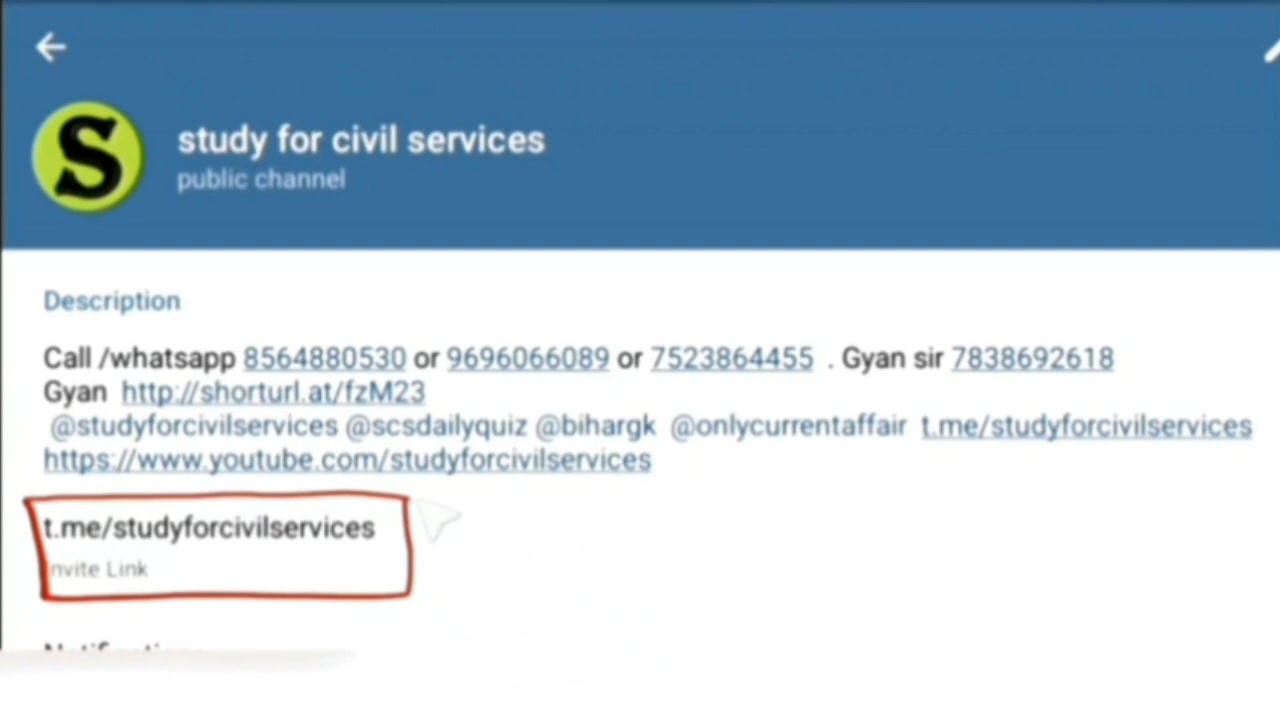 S
study for civil services
public channel
Description
Call /whatsapp 8564880530 or 9696066089 or 7523864455 . Gyan sir 7838692618
Gyan http://shorturl.at/fzM23
@studyforcivilservices @scsdailyquiz @bihargk @onlycurrentaffair t.me/studyforcivilservices
https://www.youtube.com/studyforcivilservices
t.me/studyforcivilservices
nvite Link